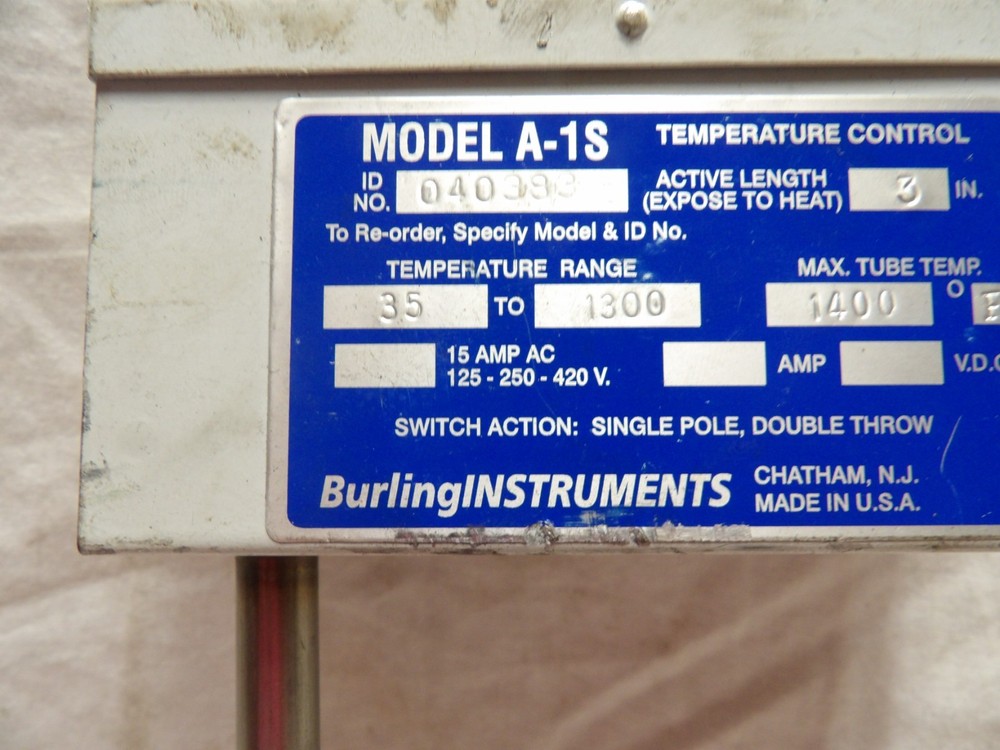 MODEL A-1S TEMPERATURE CONTROL
ID NO. 040383 ACTIVE LENGTH (EXPOSE TO HEAT) 3 IN.
To Re-order, Specify Model & ID No.
TEMPERATURE RANGE MAX. TUBE TEMP.
35 TO 1300 1400 º F
15 AMP AC AMP V.D.C
125 - 250 - 420 V.
SWITCH ACTION: SINGLE POLE, DOUBLE THROW
BurlingINSTRUMENTS CHATHAM, N.J.
MADE IN U.S.A.